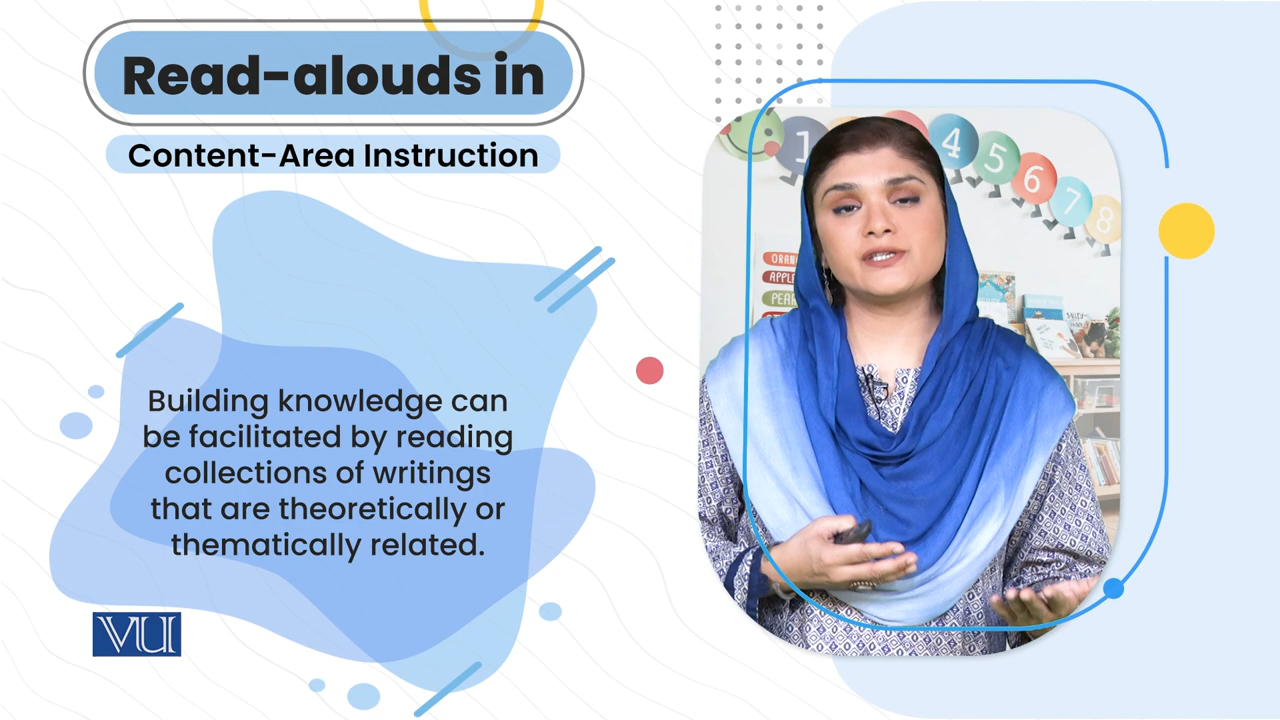 Read-alouds in
Content-Area Instruction
Building knowledge can
be facilitated by reading
collections of writings
that are theoretically or
thematically related.
VU
1
4
5
6
7
8